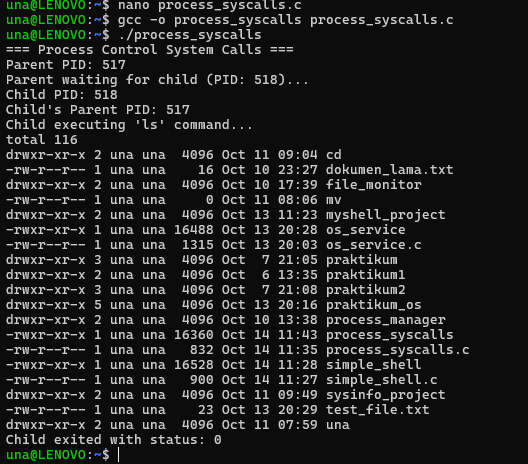 una@LENOVO:~$ nano process_syscalls.c
una@LENOVO:~$ gcc -o process_syscalls process_syscalls.c
una@LENOVO:~$ ./process_syscalls
=== Process Control System Calls ===
Parent PID: 517
Parent waiting for child (PID: 518)...
Child PID: 518
Child's Parent PID: 517
Child executing 'ls' command...
total 116
drwxr-xr-x 2 una una  4096 Oct 11 09:04 cd
-rw-r--r-- 1 una una    16 Oct 10 23:27 dokumen_lama.txt
drwxr-xr-x 2 una una  4096 Oct 10 17:39 file_monitor
-rw-r--r-- 1 una una     0 Oct 11 08:06 mv
drwxr-xr-x 2 una una  4096 Oct 13 11:23 myshell_project
-rwxr-xr-x 1 una una 16488 Oct 13 20:28 os_service
-rw-r--r-- 1 una una  1315 Oct 13 20:03 os_service.c
drwxr-xr-x 3 una una  4096 Oct  7 21:05 praktikum
drwxr-xr-x 2 una una  4096 Oct  6 13:35 praktikum1
drwxr-xr-x 3 una una  4096 Oct  7 21:08 praktikum2
drwxr-xr-x 5 una una  4096 Oct 13 20:16 praktikum_os
drwxr-xr-x 2 una una  4096 Oct 10 13:38 process_manager
-rwxr-xr-x 1 una una 16360 Oct 14 11:43 process_syscalls
-rw-r--r-- 1 una una   832 Oct 14 11:35 process_syscalls.c
-rwxr-xr-x 1 una una 16528 Oct 14 11:28 simple_shell
-rw-r--r-- 1 una una   900 Oct 14 11:27 simple_shell.c
drwxr-xr-x 2 una una  4096 Oct 11 09:49 sysinfo_project
-rw-r--r-- 1 una una    23 Oct 13 20:29 test_file.txt
drwxr-xr-x 2 una una  4096 Oct 11 07:59 una
Child exited with status: 0
una@LENOVO:~$